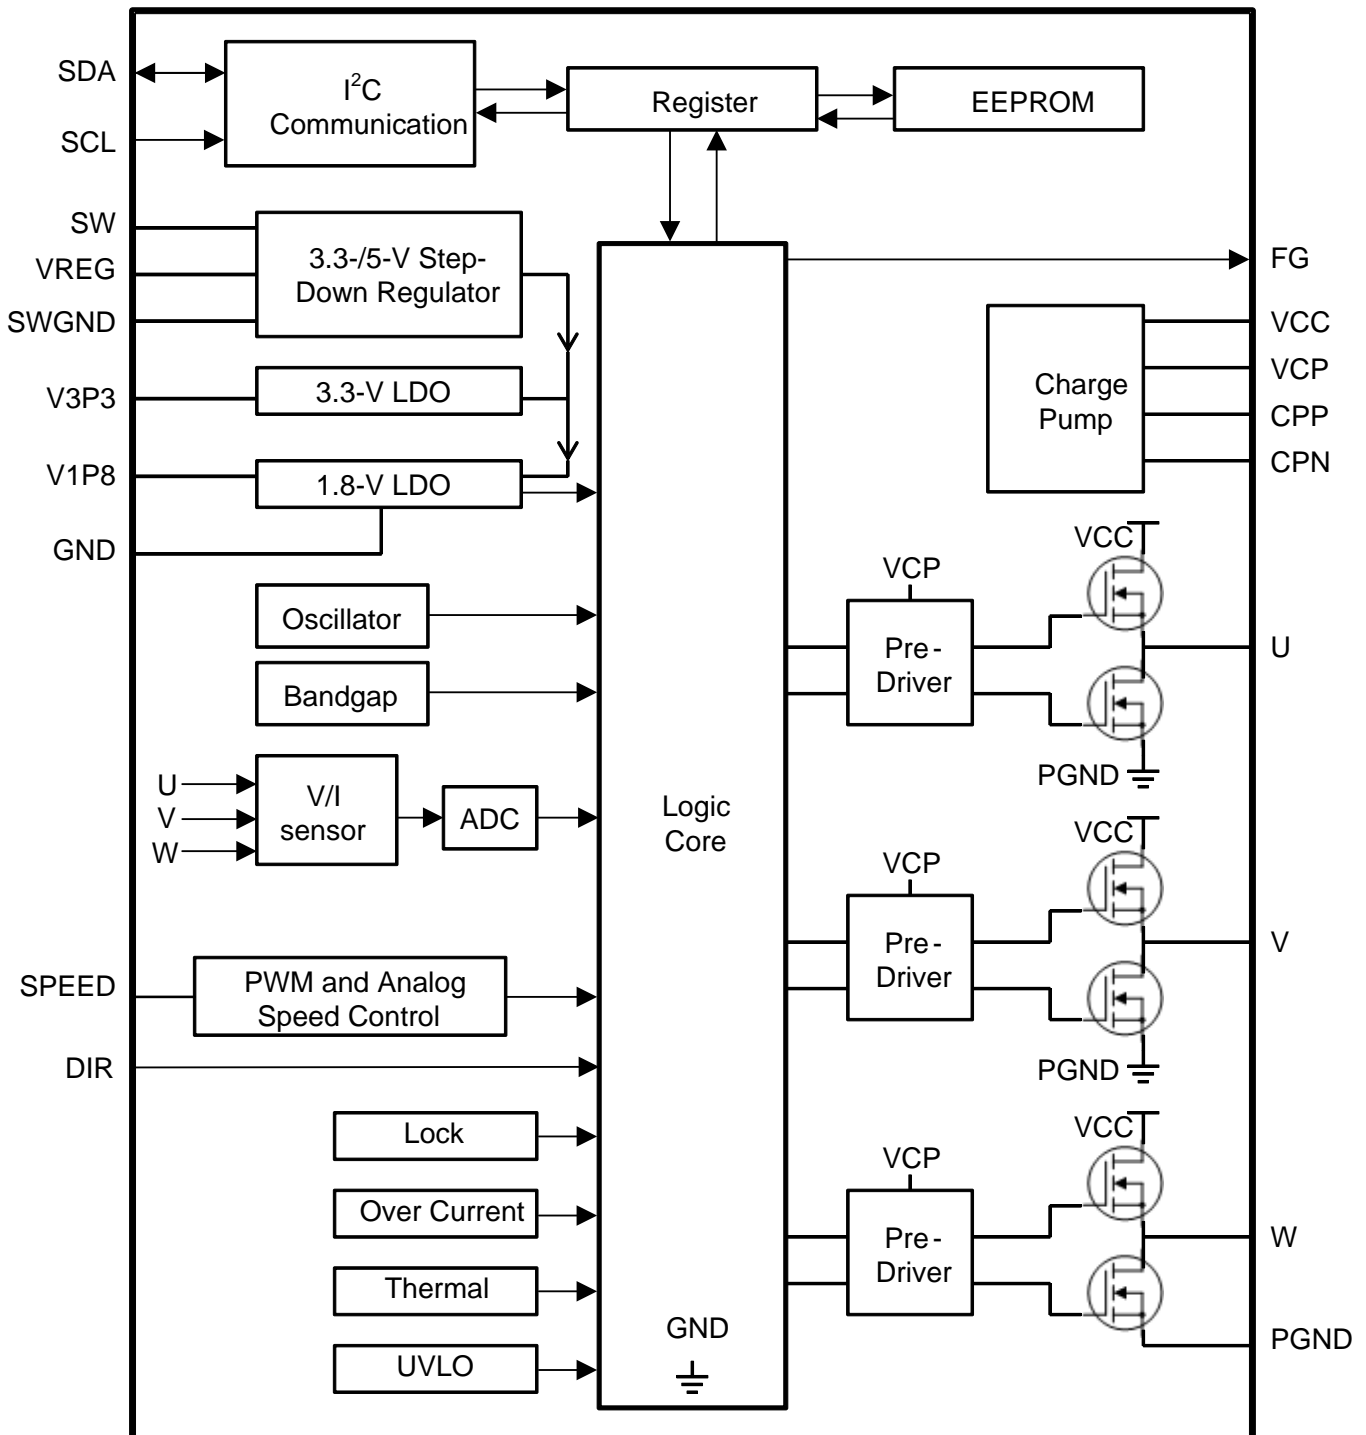 SDA
SCL
I²C
Communication
Register
EEPROM
SW
VREG
SWGND
3.3-/5-V Step-
Down Regulator
V3P3
3.3-V LDO
V1P8
1.8-V LDO
GND
Oscillator
Bandgap
U
V
W
V/I
sensor
ADC
SPEED
PWM and Analog
Speed Control
DIR
Lock
Over Current
Thermal
UVLO
Logic
Core
GND
FG
Charge
Pump
VCC
VCP
CPP
CPN
VCP
Pre-
Driver
VCC
U
PGND
VCP
Pre-
Driver
VCC
V
PGND
VCP
Pre-
Driver
VCC
W
PGND